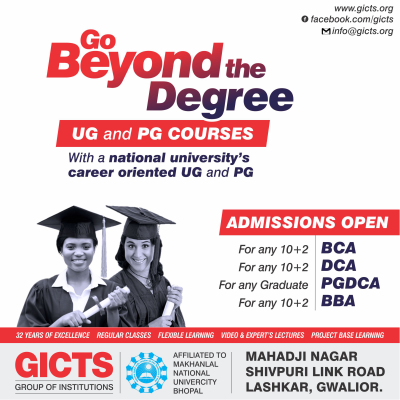 www.gicts.org
facebook.com/gicts
info@gicts.org
Go
Beyond the
Degree
UG and PG COURSES
With a national university's
career oriented UG and PG
ADMISSIONS OPEN
For any 10+2 BCA
For any 10+2 DCA
For any Graduate PGDCA
For any 10+2 BBA
32 YEARS OF EXCELLENCE REGULAR CLASSES FLEXIBLE LEARNING VIDEO & EXPERT'S LECTURES PROJECT BASE LEARNING
GICTS
GROUP OF INSTITUTIONS
AFFILIATED TO
MAKHANLAL
NATIONAL
UNIVERCITY
BHOPAL
MAHADJI NAGAR
SHIVPURI LINK ROAD
LASHKAR, GWALIOR.